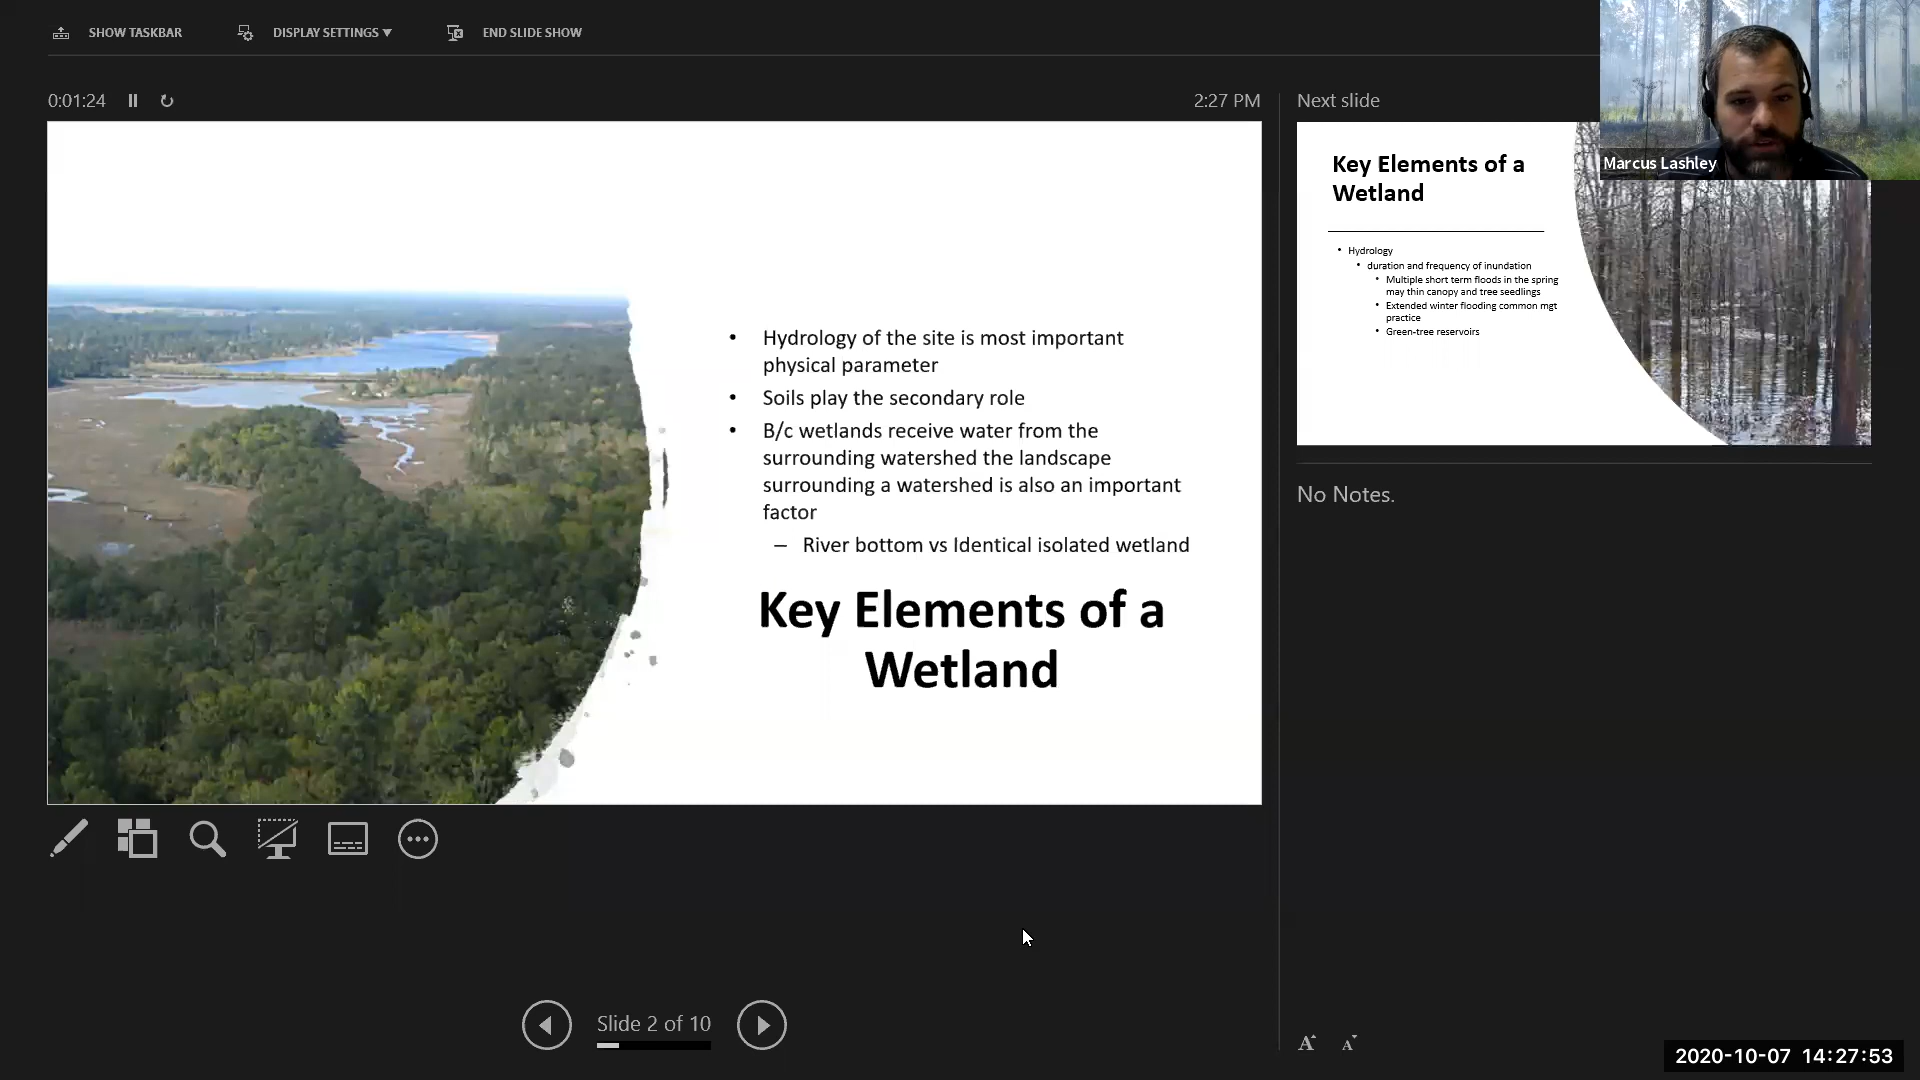 SHOW TASKBAR
DISPLAY SETTINGS ▼
END SLIDE SHOW
0:01:24
2:27 PM
Next slide
Marcus Lashley
• Hydrology of the site is most important
physical parameter
• Soils play the secondary role
• B/c wetlands receive water from the
surrounding watershed the landscape
surrounding a watershed is also an important
factor
– River bottom vs Identical isolated wetland
Key Elements of a
Wetland
Key Elements of a
Wetland
• Hydrology
• duration and frequency of inundation
• Multiple short term floods in the spring
may thin canopy and tree seedlings
• Extended winter flooding common mgt
practice
• Green-tree reservoirs
No Notes.
Slide 2 of 10
A A
2020-10-07 14:27:53